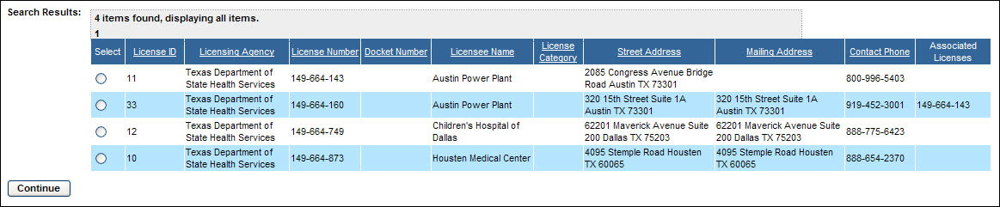 Search Results:
4 items found, displaying all items.
1
Select License ID Licensing Agency License Number Docket Number Licensee Name License Category Street Address Mailing Address Contact Phone Associated Licenses
11 Texas Department of State Health Services 149-664-143 Austin Power Plant 2085 Congress Avenue Bridge Road Austin TX 73301 800-996-5403
33 Texas Department of State Health Services 149-664-160 Austin Power Plant 320 15th Street Suite 1A Austin TX 73301 320 15th Street Suite 1A Austin TX 73301 919-452-3001 149-664-143
12 Texas Department of State Health Services 149-664-749 Children's Hospital of Dallas 62201 Maverick Avenue Suite 200 Dallas TX 75203 62201 Maverick Avenue Suite 200 Dallas TX 75203 888-775-6423
10 Texas Department of State Health Services 149-664-873 Housten Medical Center 4095 Stemple Road Housten TX 60065 4095 Stemple Road Housten TX 60065 888-654-2370
Continue